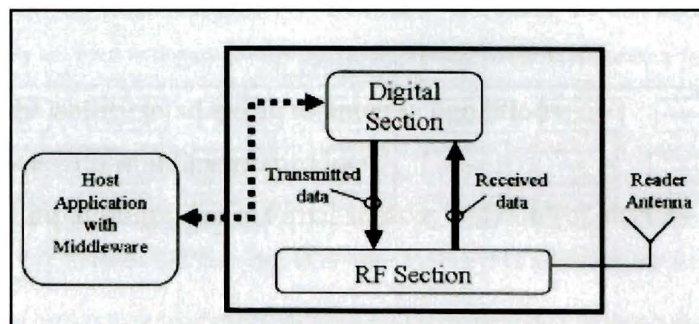 Digital
Section
Transmitted
data
Received
data
Host
Application
with
Middleware
Reader
Antenna
RF Section